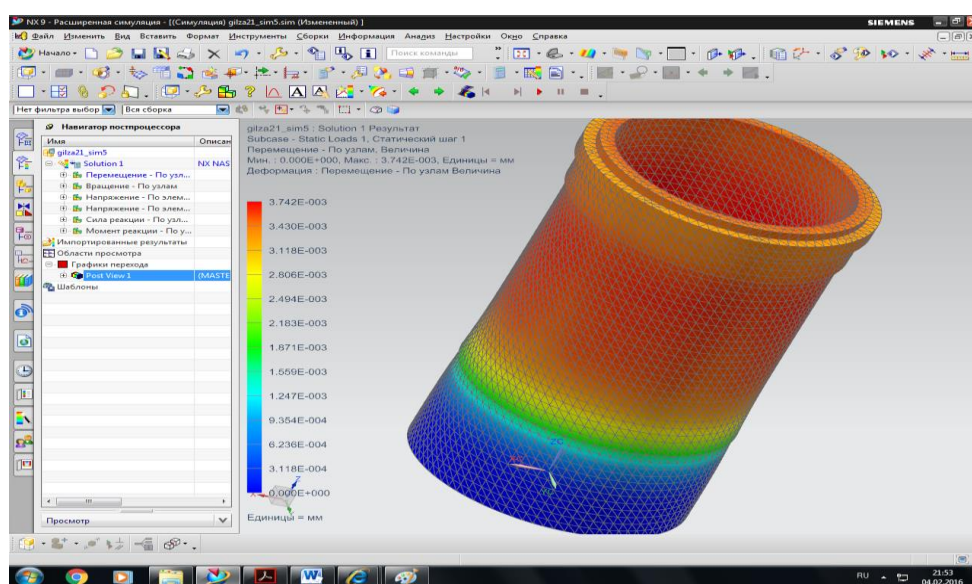 NX 9 - Расширенная симуляция - [(Симуляция) gilza21_sim5.sim (Измененный) ]
SIEMENS
Файл Изменить Вид Вставить Формат Инструменты Сборки Информация Анализ Настройки Окно Справка
Начало
Поиск команды
Нет фильтра выбор
Вся сборка
Навигатор постпроцессора
Имя
Описан
gilza21_sim5
Solution 1
NX NAS
Перемещение - По узл...
Вращение - По узлам
Напряжение - По элем...
Напряжение - По элем...
Сила реакции - По узл...
Момент реакции - По у...
Импортированные результаты
Области просмотра
Графики перехода
Post View 1
(MASTE
Шаблоны
Просмотр
gilza21_sim5 : Solution 1 Результат
Subcase - Static Loads 1, Статический шаг 1
Перемещение - По узлам, Величина
Мин. : 0.000E+000, Макс. : 3.742E-003, Единицы = мм
Деформация : Перемещение - По узлам Величина
3.742E-003
3.430E-003
3.118E-003
2.806E-003
2.494E-003
2.183E-003
1.871E-003
1.559E-003
1.247E-003
9.354E-004
6.236E-004
3.118E-004
0.000E+000
Единицы = мм
ZC
XC
Z
RU
21:53
04.02.2016